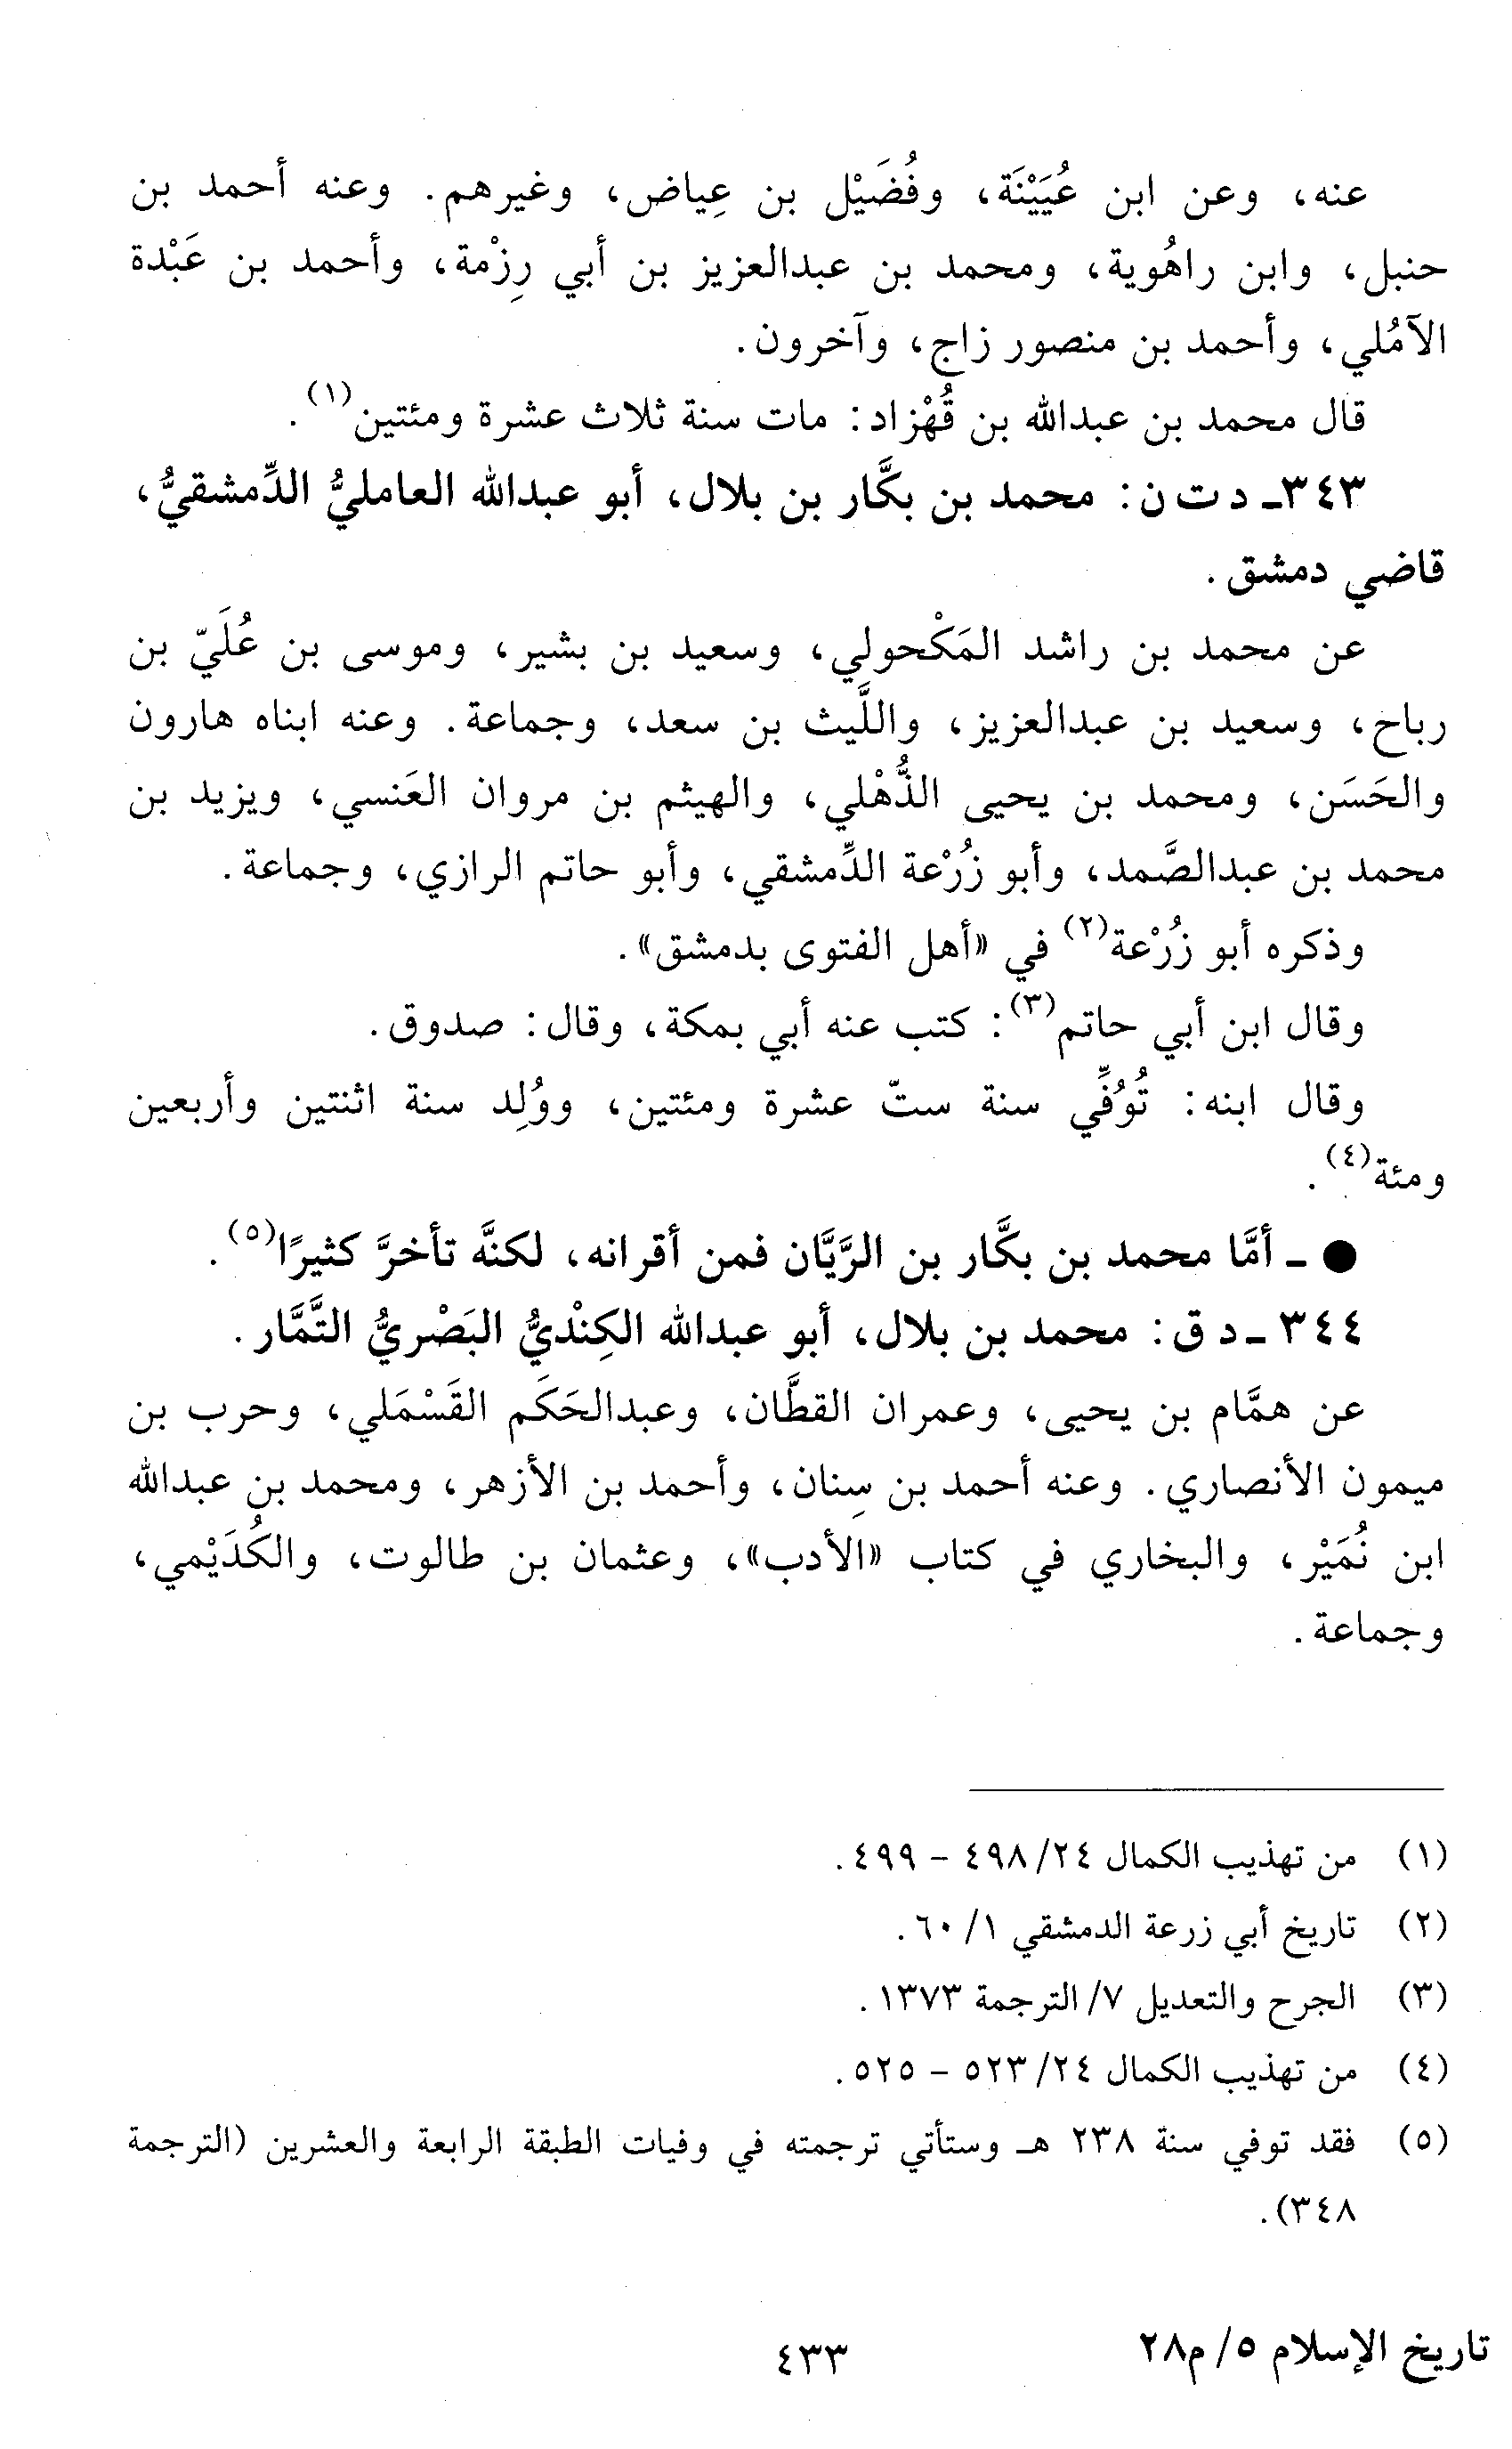 عنه، وعن ابن عُيَيْنَة، وفُضَيْل بن عِياض، وغيرهم. وعنه أحمد بن
حنبل، وابن راهُوية، ومحمد بن عبدالعزيز بن أبي رِزْمة، وأحمد بن عَبْدة
الآمُلي، وأحمد بن منصور زاج، وآخرون.
قال محمد بن عبدالله بن قُهْزاد: مات سنة ثلاث عشرة ومئتين(١).
٣٤٣ـ د ت ن: محمد بن بكَّار بن بلال، أبو عبدالله العامليُّ الدِّمشقيُّ،
قاضي دمشق.
عن محمد بن راشد المَكْحولي، وسعيد بن بشير، وموسى بن عُلَيّ بن
رباح، وسعيد بن عبدالعزيز، واللَّيث بن سعد، وجماعة. وعنه ابناه هارون
والحَسَن، ومحمد بن يحيى الذُّهْلي، والهيثم بن مروان العَنسي، ويزيد بن
محمد بن عبدالصَّمد، وأبو زُرْعة الدِّمشقي، وأبو حاتم الرازي، وجماعة.
وذكره أبو زُرْعة(٢) في «أهل الفتوى بدمشق».
وقال ابن أبي حاتم(٣): كتب عنه أبي بمكة، وقال: صدوق.
وقال ابنه: تُوُفِّي سنة ستّ عشرة ومئتين، ووُلِد سنة اثنتين وأربعين
ومئة(٤).
● ـ أمَّا محمد بن بكَّار بن الرَّيَّان فمن أقرانه، لكنَّه تأخرَّ كثيرًا(٥).
٣٤٤ ـ د ق: محمد بن بلال، أبو عبدالله الكِنْديُّ البَصْريُّ التَّمَّار.
عن همَّام بن يحيى، وعمران القطَّان، وعبدالحَكَم القَسْمَلي، وحرب بن
ميمون الأنصاري. وعنه أحمد بن سِنان، وأحمد بن الأزهر، ومحمد بن عبدالله
ابن نُمَيْر، والبخاري في كتاب «الأدب»، وعثمان بن طالوت، والكُدَيْمي،
وجماعة.
(١) من تهذيب الكمال ٢٤/ ٤٩٨ - ٤٩٩.
(٢) تاريخ أبي زرعة الدمشقي ١/ ٦٠.
(٣) الجرح والتعديل ٧/ الترجمة ١٣٧٣.
(٤) من تهذيب الكمال ٢٤/ ٥٢٣ - ٥٢٥.
(٥) فقد توفي سنة ٢٣٨ هـ وستأتي ترجمته في وفيات الطبقة الرابعة والعشرين (الترجمة
٣٤٨).
تاريخ الإسلام ٥/ م٢٨
٤٣٣